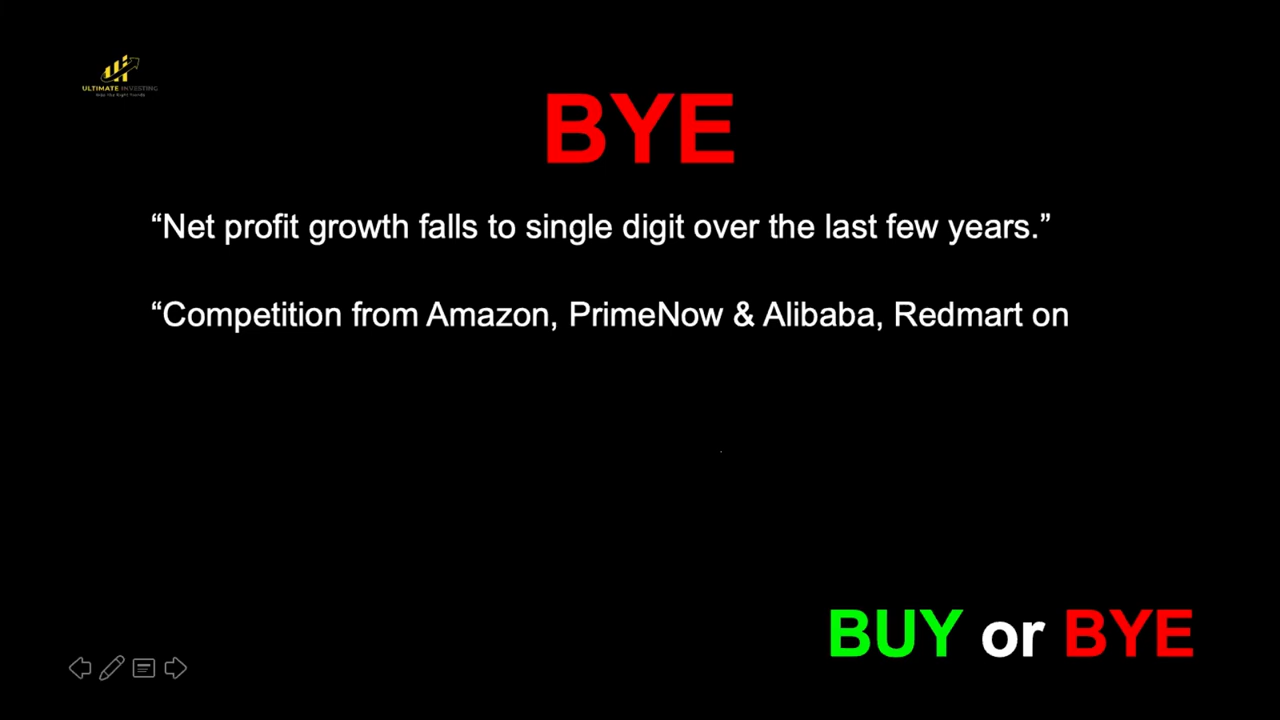 ULTIMATE INVESTING
BYE
“Net profit growth falls to single digit over the last few years.”
“Competition from Amazon, PrimeNow & Alibaba, Redmart on
BUY or BYE